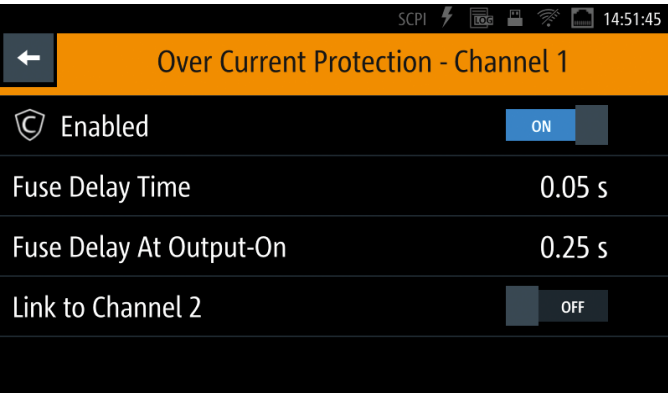 SCPI LOG 14:51:45
Over Current Protection - Channel 1
C Enabled ON
Fuse Delay Time 0.05 s
Fuse Delay At Output-On 0.25 s
Link to Channel 2 OFF